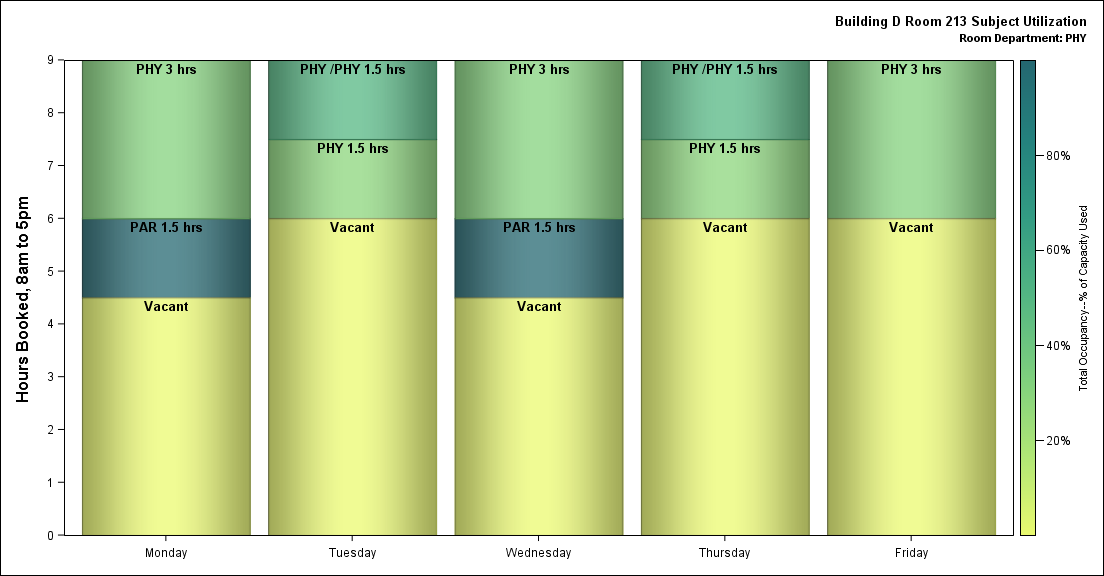 Building D Room 213 Subject Utilization
Room Department: PHY
Hours Booked, 8am to 5pm
9
8
7
6
5
4
3
2
1
0
PHY 3 hrs
PAR 1.5 hrs
Vacant
PHY /PHY 1.5 hrs
PHY 1.5 hrs
Vacant
PHY 3 hrs
PAR 1.5 hrs
Vacant
PHY /PHY 1.5 hrs
PHY 1.5 hrs
Vacant
PHY 3 hrs
Vacant
Monday
Tuesday
Wednesday
Thursday
Friday
80%
60%
40%
20%
Total Occupancy--% of Capacity Used